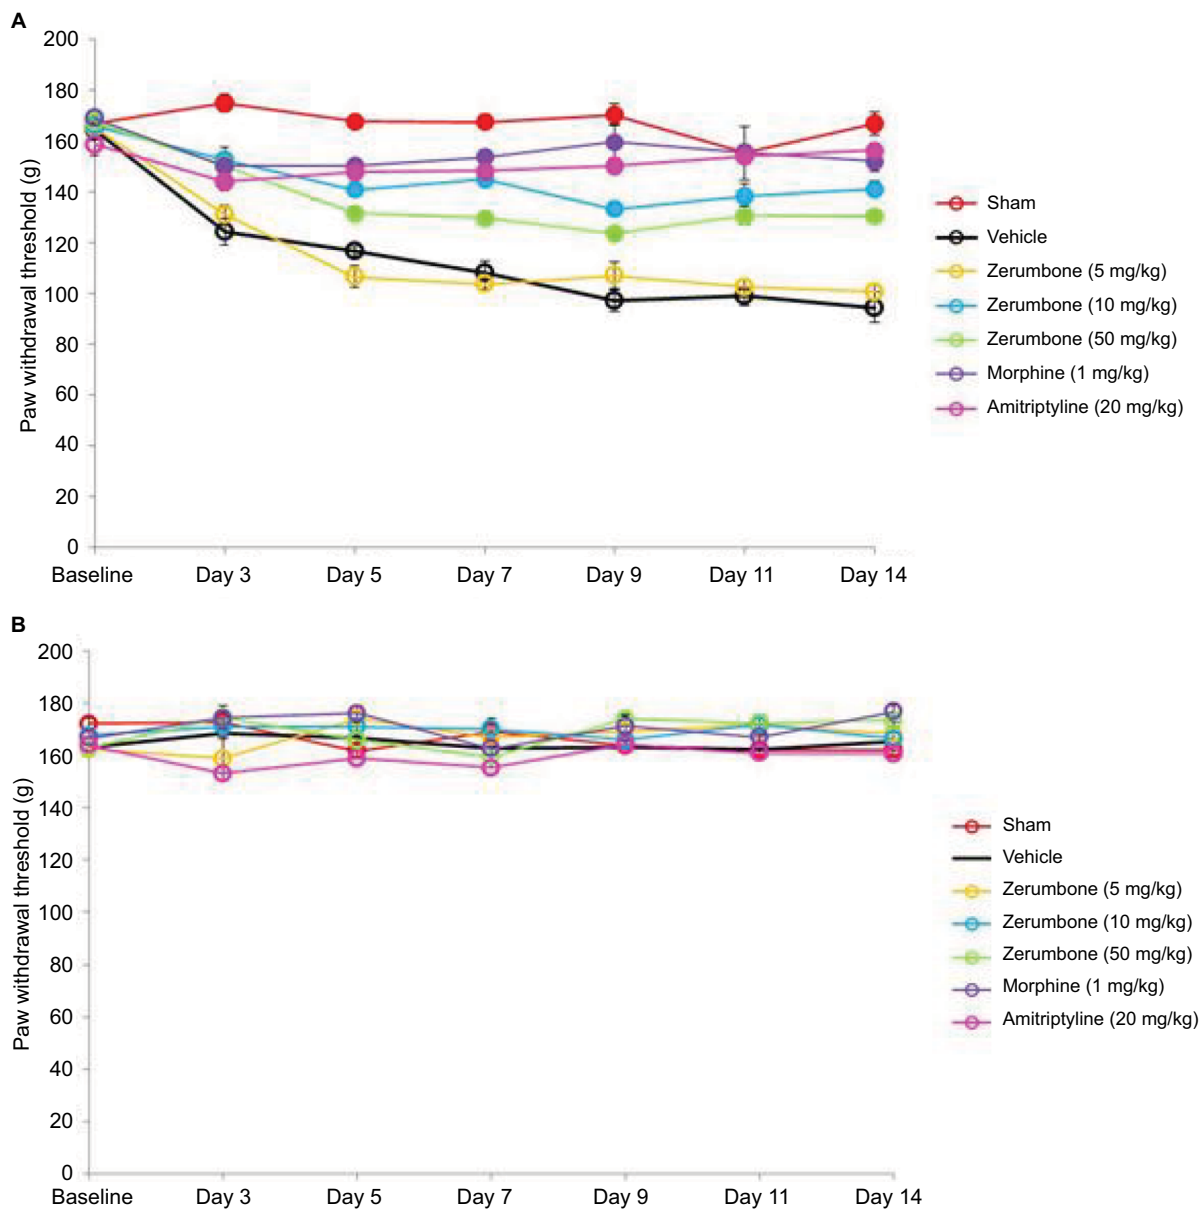 A
200
180
160
140
120
100
80
60
40
20
0
Paw withdrawal threshold (g)
Baseline Day 3 Day 5 Day 7 Day 9 Day 11 Day 14
Sham
Vehicle
Zerumbone (5 mg/kg)
Zerumbone (10 mg/kg)
Zerumbone (50 mg/kg)
Morphine (1 mg/kg)
Amitriptyline (20 mg/kg)
B
200
180
160
140
120
100
80
60
40
20
0
Paw withdrawal threshold (g)
Baseline Day 3 Day 5 Day 7 Day 9 Day 11 Day 14
Sham
Vehicle
Zerumbone (5 mg/kg)
Zerumbone (10 mg/kg)
Zerumbone (50 mg/kg)
Morphine (1 mg/kg)
Amitriptyline (20 mg/kg)